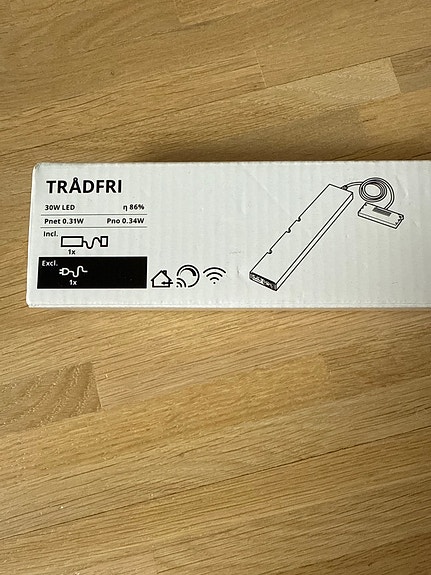 TRÅDFRI
30W LED η 86%
Pnet 0.31W Pno 0.34W
Incl.
1x
Excl.
1x